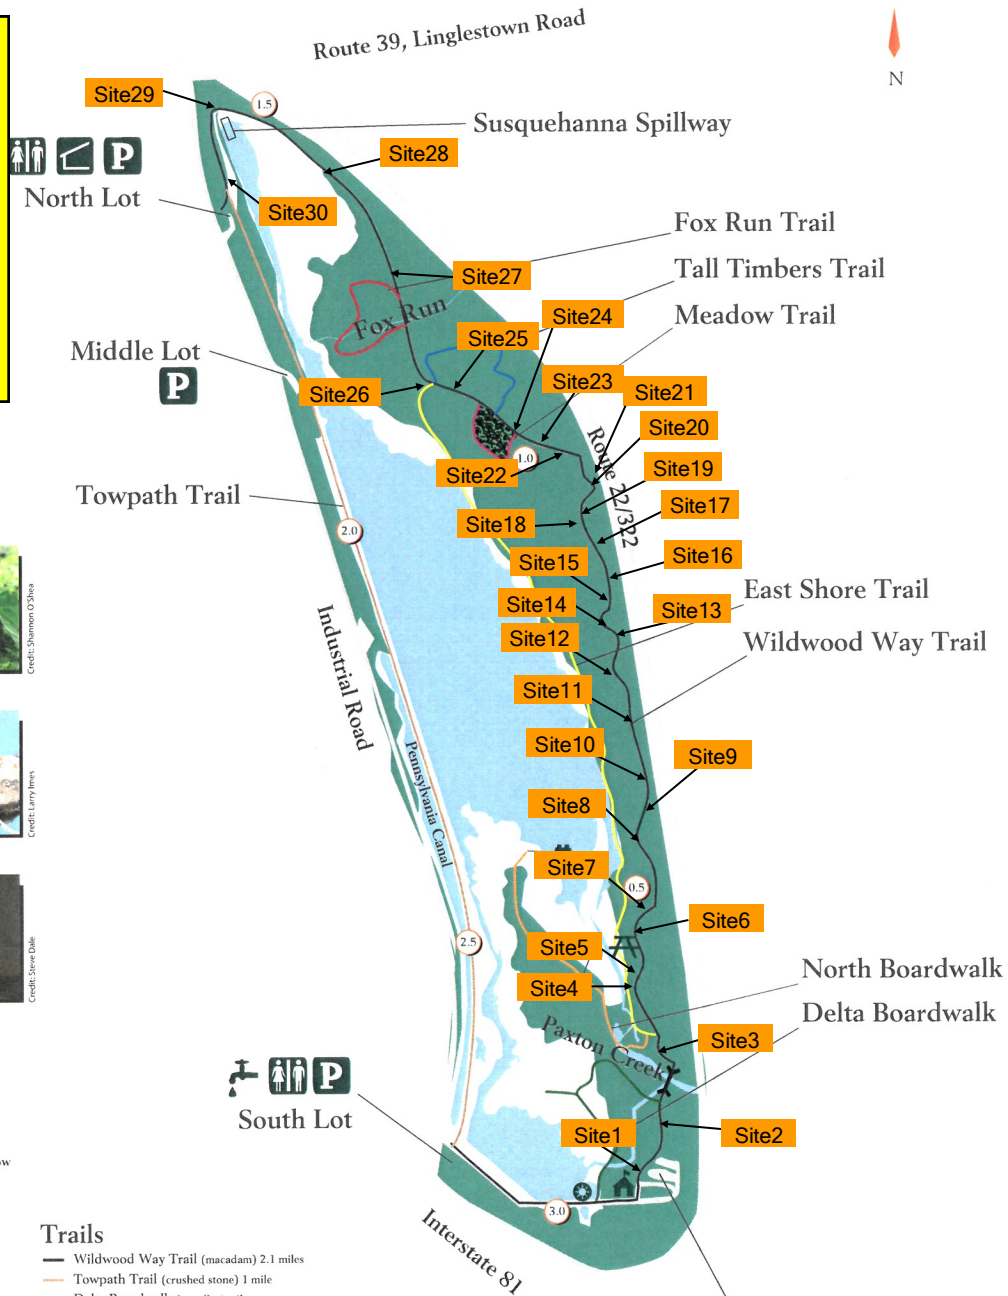 Route 39, Linglestown Road
N
Site29
1.5
Susquehanna Spillway
Site28
P
North Lot
Site30
Fox Run Trail
Tall Timbers Trail
Meadow Trail
Site27
Fox Run
Site24
Site25
Middle Lot
P
Site26
Site23
Site21
Site20
Route 22/322
1.0
Site22
Site19
Site17
Towpath Trail
2.0
Site18
Site16
Site15
East Shore Trail
Site14
Site13
Site12
Wildwood Way Trail
Industrial Road
Site11
Credit: Shannon O'Shea
Site10
Site9
Pennsylvania Canal
Site8
Credit: Larry Imes
Site7
0.5
Site6
2.5
Site5
Credit: Steve Dale
Site4
North Boardwalk
Delta Boardwalk
Paxton Creek
Site3
P
South Lot
Site1
Site2
3.0
Interstate 81
Trails
Wildwood Way Trail (macadam) 2.1 miles
Towpath Trail (crushed stone) 1 mile